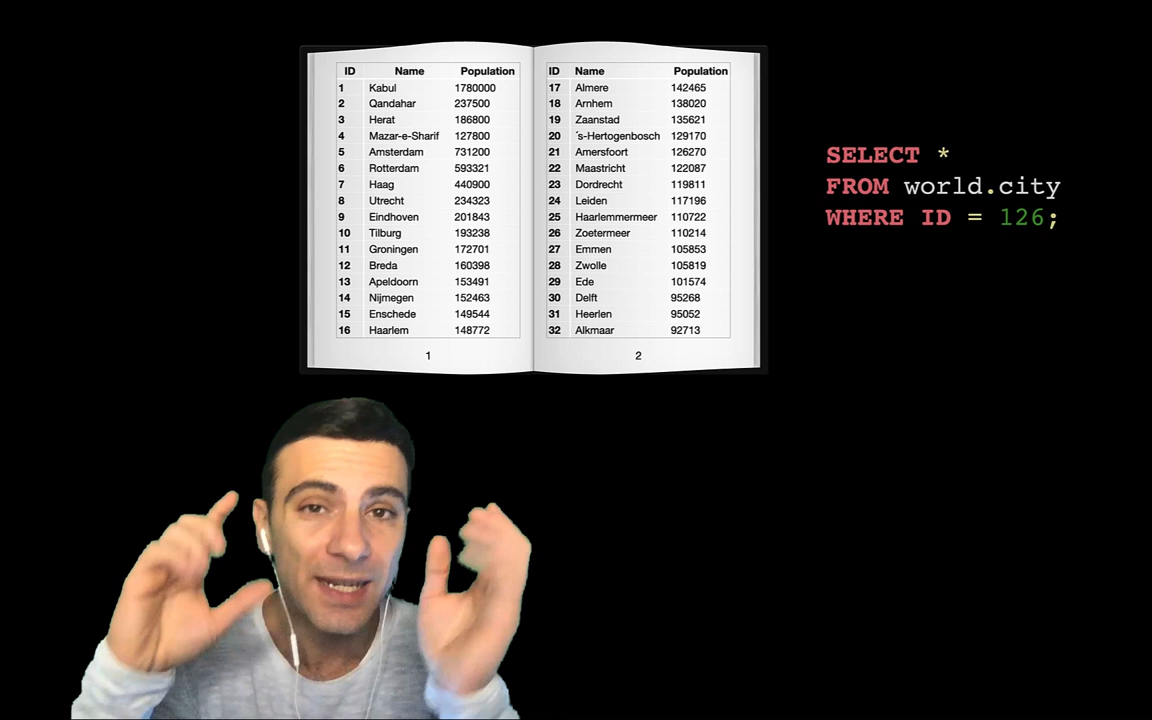 ID Name Population
1 Kabul 1780000
2 Qandahar 237500
3 Herat 186800
4 Mazar-e-Sharif 127800
5 Amsterdam 731200
6 Rotterdam 593321
7 Haag 440900
8 Utrecht 234323
9 Eindhoven 201843
10 Tilburg 193238
11 Groningen 172701
12 Breda 160398
13 Apeldoorn 153491
14 Nijmegen 152463
15 Enschede 149544
16 Haarlem 148772
1
ID Name Population
17 Almere 142465
18 Arnhem 138020
19 Zaanstad 135621
20 ´s-Hertogenbosch 129170
21 Amersfoort 126270
22 Maastricht 122087
23 Dordrecht 119811
24 Leiden 117196
25 Haarlemmermeer 110722
26 Zoetermeer 110214
27 Emmen 105853
28 Zwolle 105819
29 Ede 101574
30 Delft 95268
31 Heerlen 95052
32 Alkmaar 92713
2
SELECT *
FROM world.city
WHERE ID = 126;